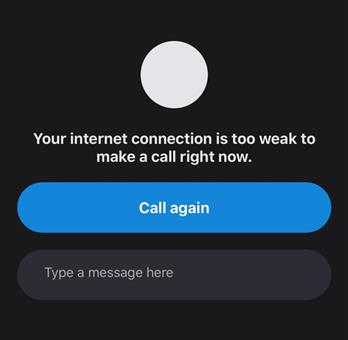 Your internet connection is too weak to
make a call right now.
Call again
Type a message here